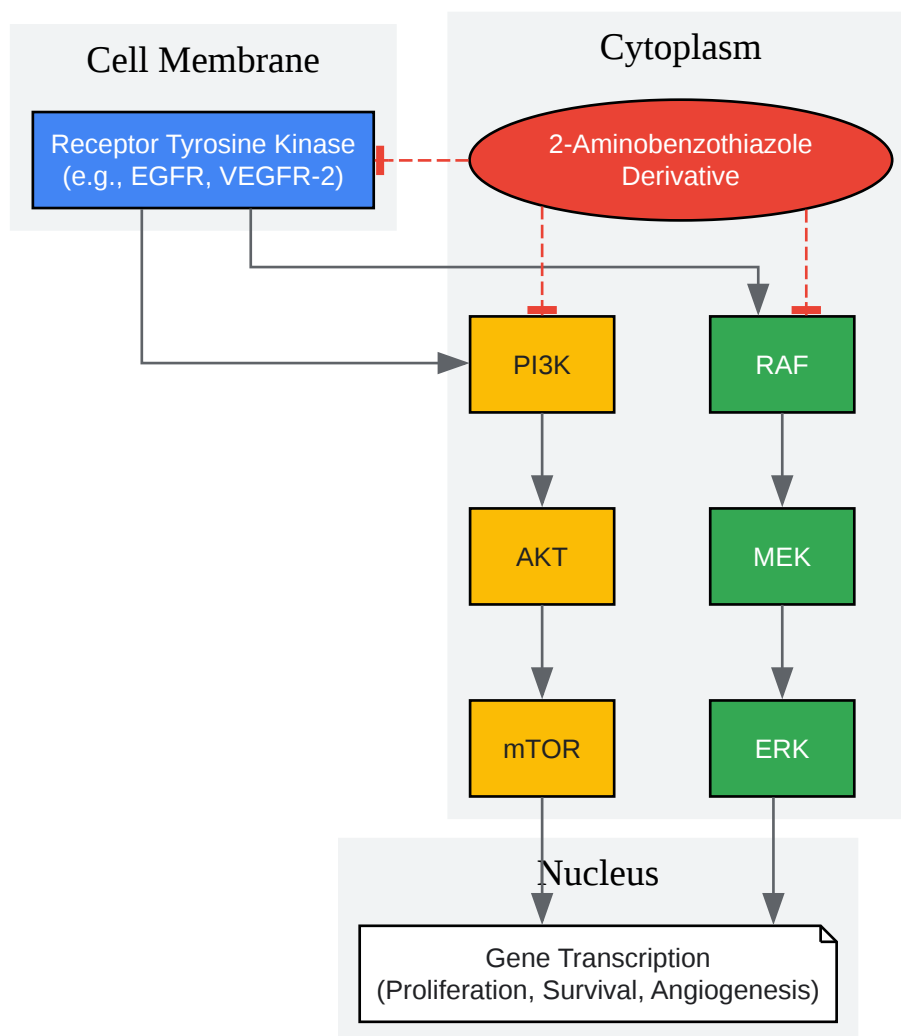 Cell Membrane
Receptor Tyrosine Kinase
(e.g., EGFR, VEGFR-2)
Cytoplasm
2-Aminobenzothiazole
Derivative
PI3K
RAF
AKT
MEK
mTOR
ERK
Nucleus
Gene Transcription
(Proliferation, Survival, Angiogenesis)